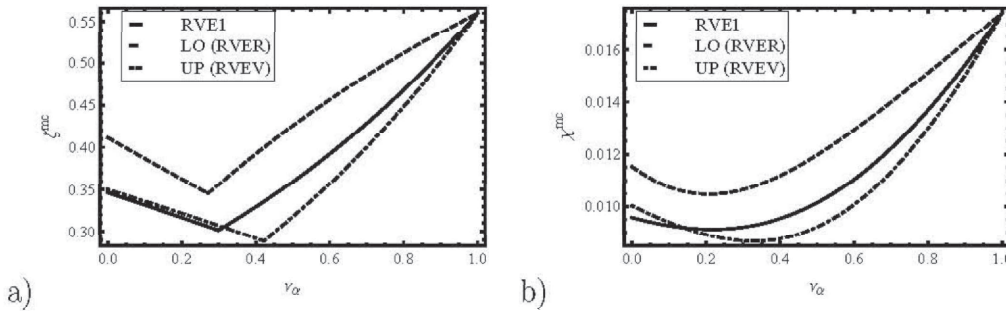 0.55
0.50
0.45
0.40
0.35
0.30
ζ^mc
RVE1
LO (RVER)
UP (RVEV)
0.0 0.2 0.4 0.6 0.8 1.0
ν_α
a)
0.016
0.014
0.012
0.010
χ^mc
RVE1
LO (RVER)
UP (RVEV)
0.0 0.2 0.4 0.6 0.8 1.0
ν_α
b)